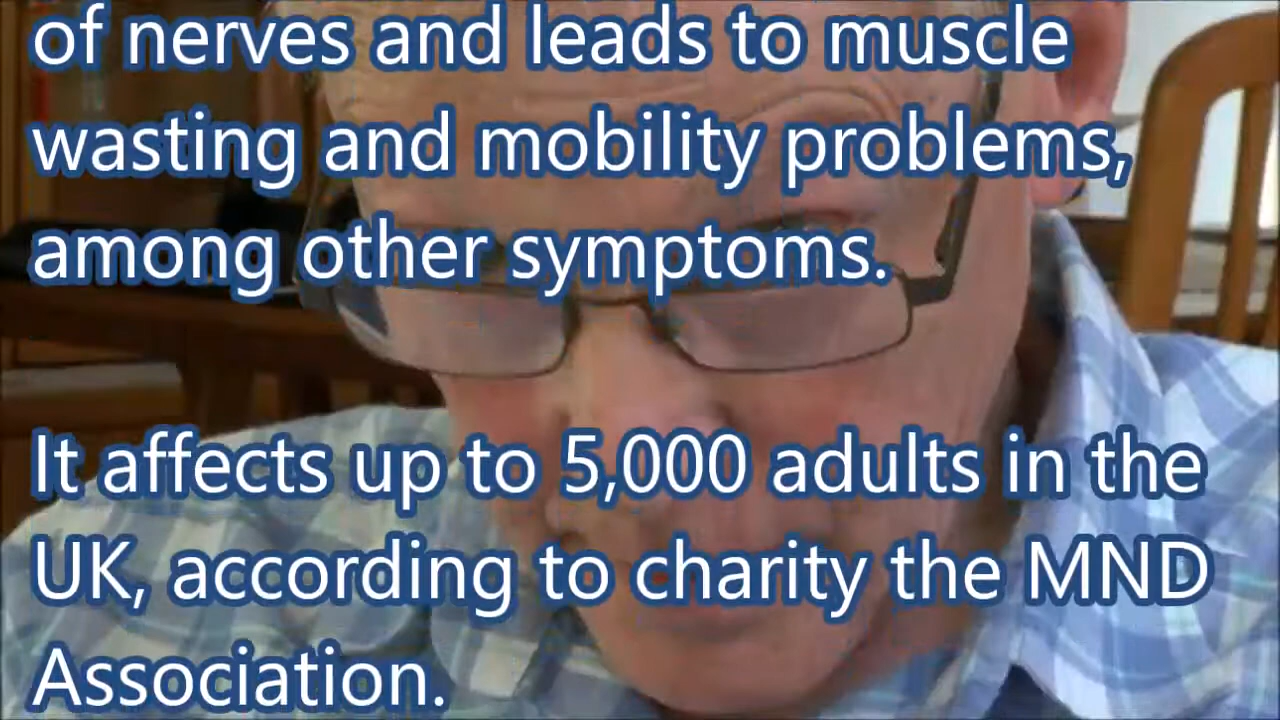 of nerves and leads to muscle
wasting and mobility problems,
among other symptoms.
It affects up to 5,000 adults in the
UK, according to charity the MND
Association.